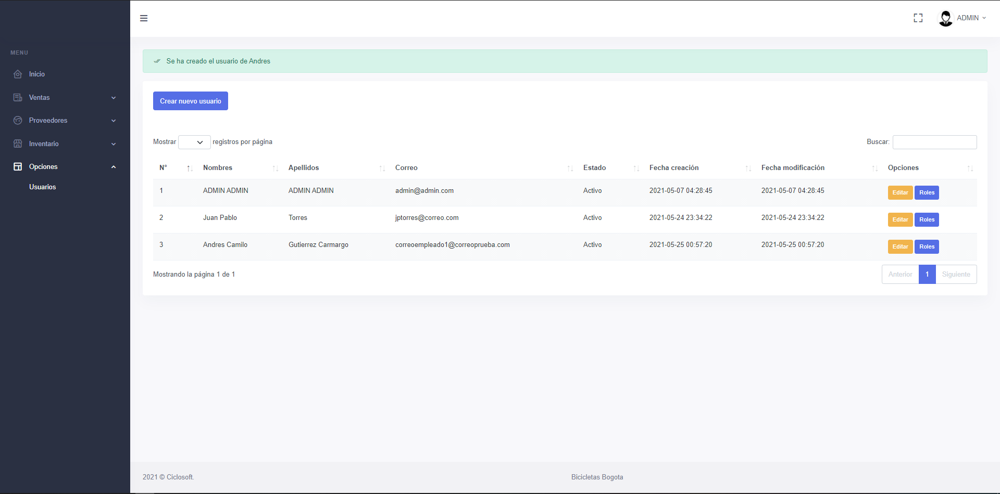 ADMIN
MENU
Se ha creado el usuario de Andres
Inicio
Ventas
Proveedores
Inventario
Opciones
Usuarios
Crear nuevo usuario
Mostrar registros por página
Buscar:
N° Nombres Apellidos Correo Estado Fecha creación Fecha modificación Opciones
1 ADMIN ADMIN ADMIN ADMIN admin@admin.com Activo 2021-05-07 04:28:45 2021-05-07 04:28:45 Editar Roles
2 Juan Pablo Torres jptorres@correo.com Activo 2021-05-24 23:34:22 2021-05-24 23:34:22 Editar Roles
3 Andres Camilo Gutierrez Carmargo correoempleado1@correoprueba.com Activo 2021-05-25 00:57:20 2021-05-25 00:57:20 Editar Roles
Mostrando la página 1 de 1
Anterior 1 Siguiente
2021 © Ciclosoft.
Bicicletas Bogota